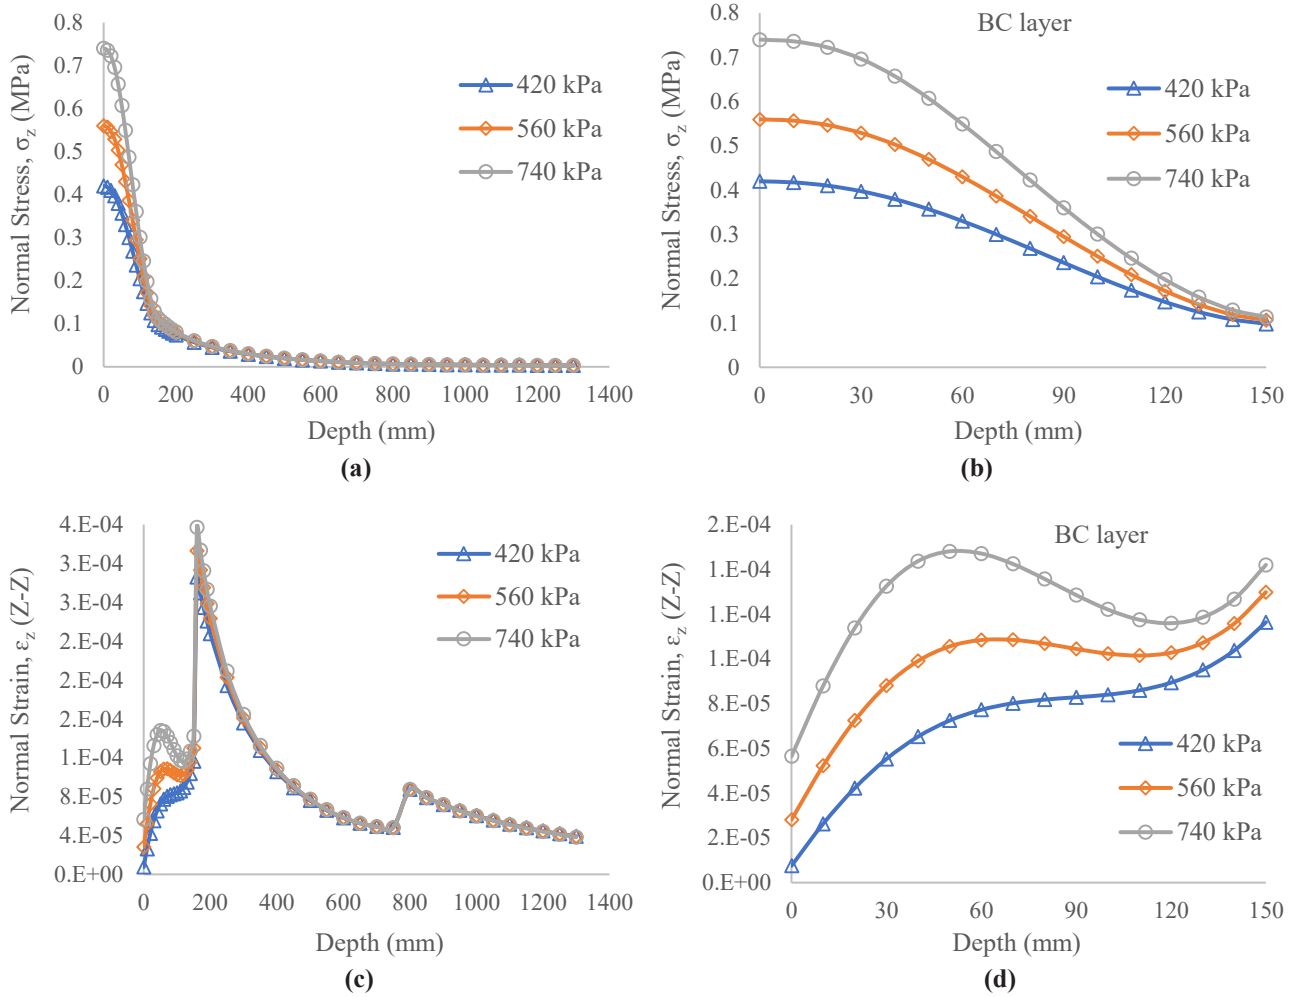 Normal Stress, σz (MPa)
0.8
0.7
0.6
0.5
0.4
0.3
0.2
0.1
0
420 kPa
560 kPa
740 kPa
0 200 400 600 800 1000 1200 1400
Depth (mm)
(a)
BC layer
Normal Stress, σz (MPa)
0.8
0.7
0.6
0.5
0.4
0.3
0.2
0.1
0
420 kPa
560 kPa
740 kPa
0 30 60 90 120 150
Depth (mm)
(b)
Normal Strain, εz (Z-Z)
4.E-04
3.E-04
3.E-04
2.E-04
2.E-04
2.E-04
1.E-04
8.E-05
4.E-05
0.E+00
420 kPa
560 kPa
740 kPa
0 200 400 600 800 1000 1200 1400
Depth (mm)
(c)
BC layer
Normal Strain, εz (Z-Z)
2.E-04
1.E-04
1.E-04
1.E-04
8.E-05
6.E-05
4.E-05
2.E-05
0.E+00
420 kPa
560 kPa
740 kPa
0 30 60 90 120 150
Depth (mm)
(d)